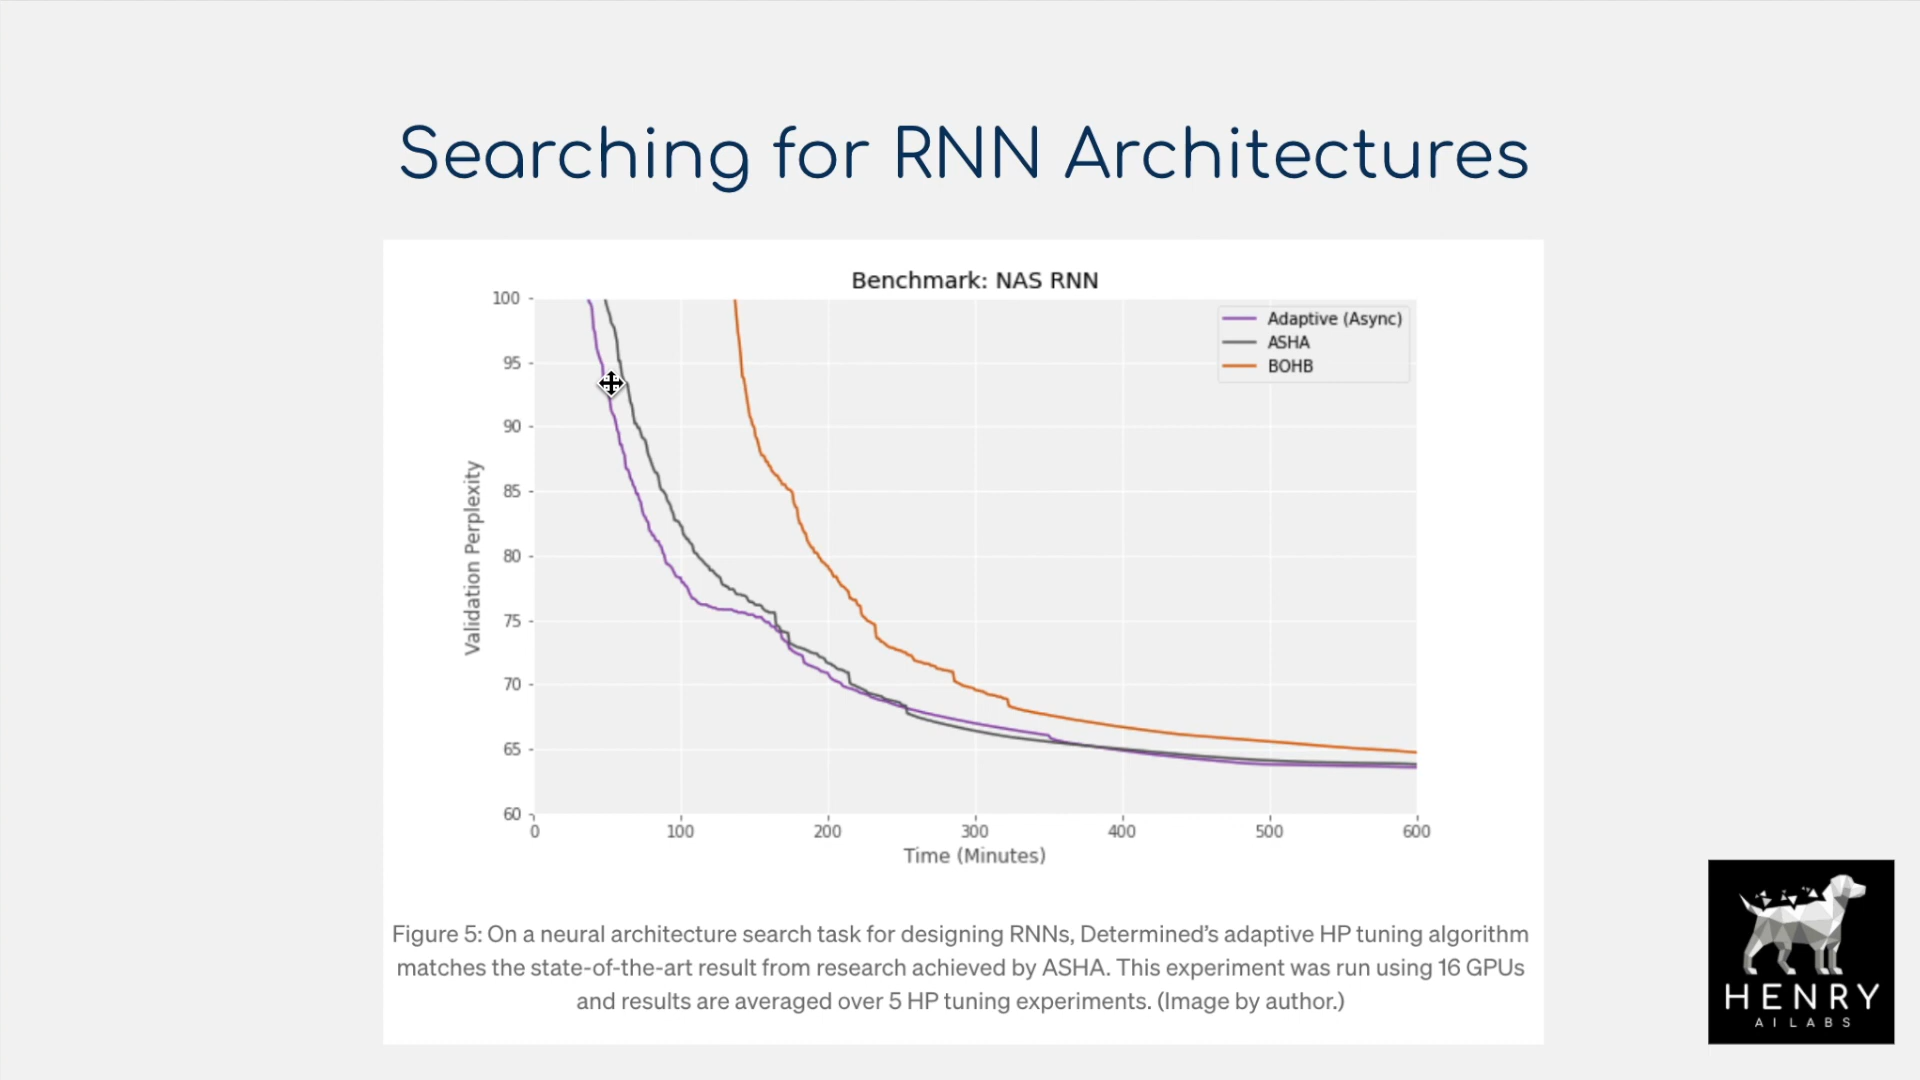 Searching for RNN Architectures
Benchmark: NAS RNN
Validation Perplexity
100
95
90
85
80
75
70
65
60
Adaptive (Async)
ASHA
BOHB
0 100 200 300 400 500 600
Time (Minutes)
Figure 5: On a neural architecture search task for designing RNNs, Determined’s adaptive HP tuning algorithm
matches the state-of-the-art result from research achieved by ASHA. This experiment was run using 16 GPUs
and results are averaged over 5 HP tuning experiments. (Image by author.)
HENRY
AI LABS